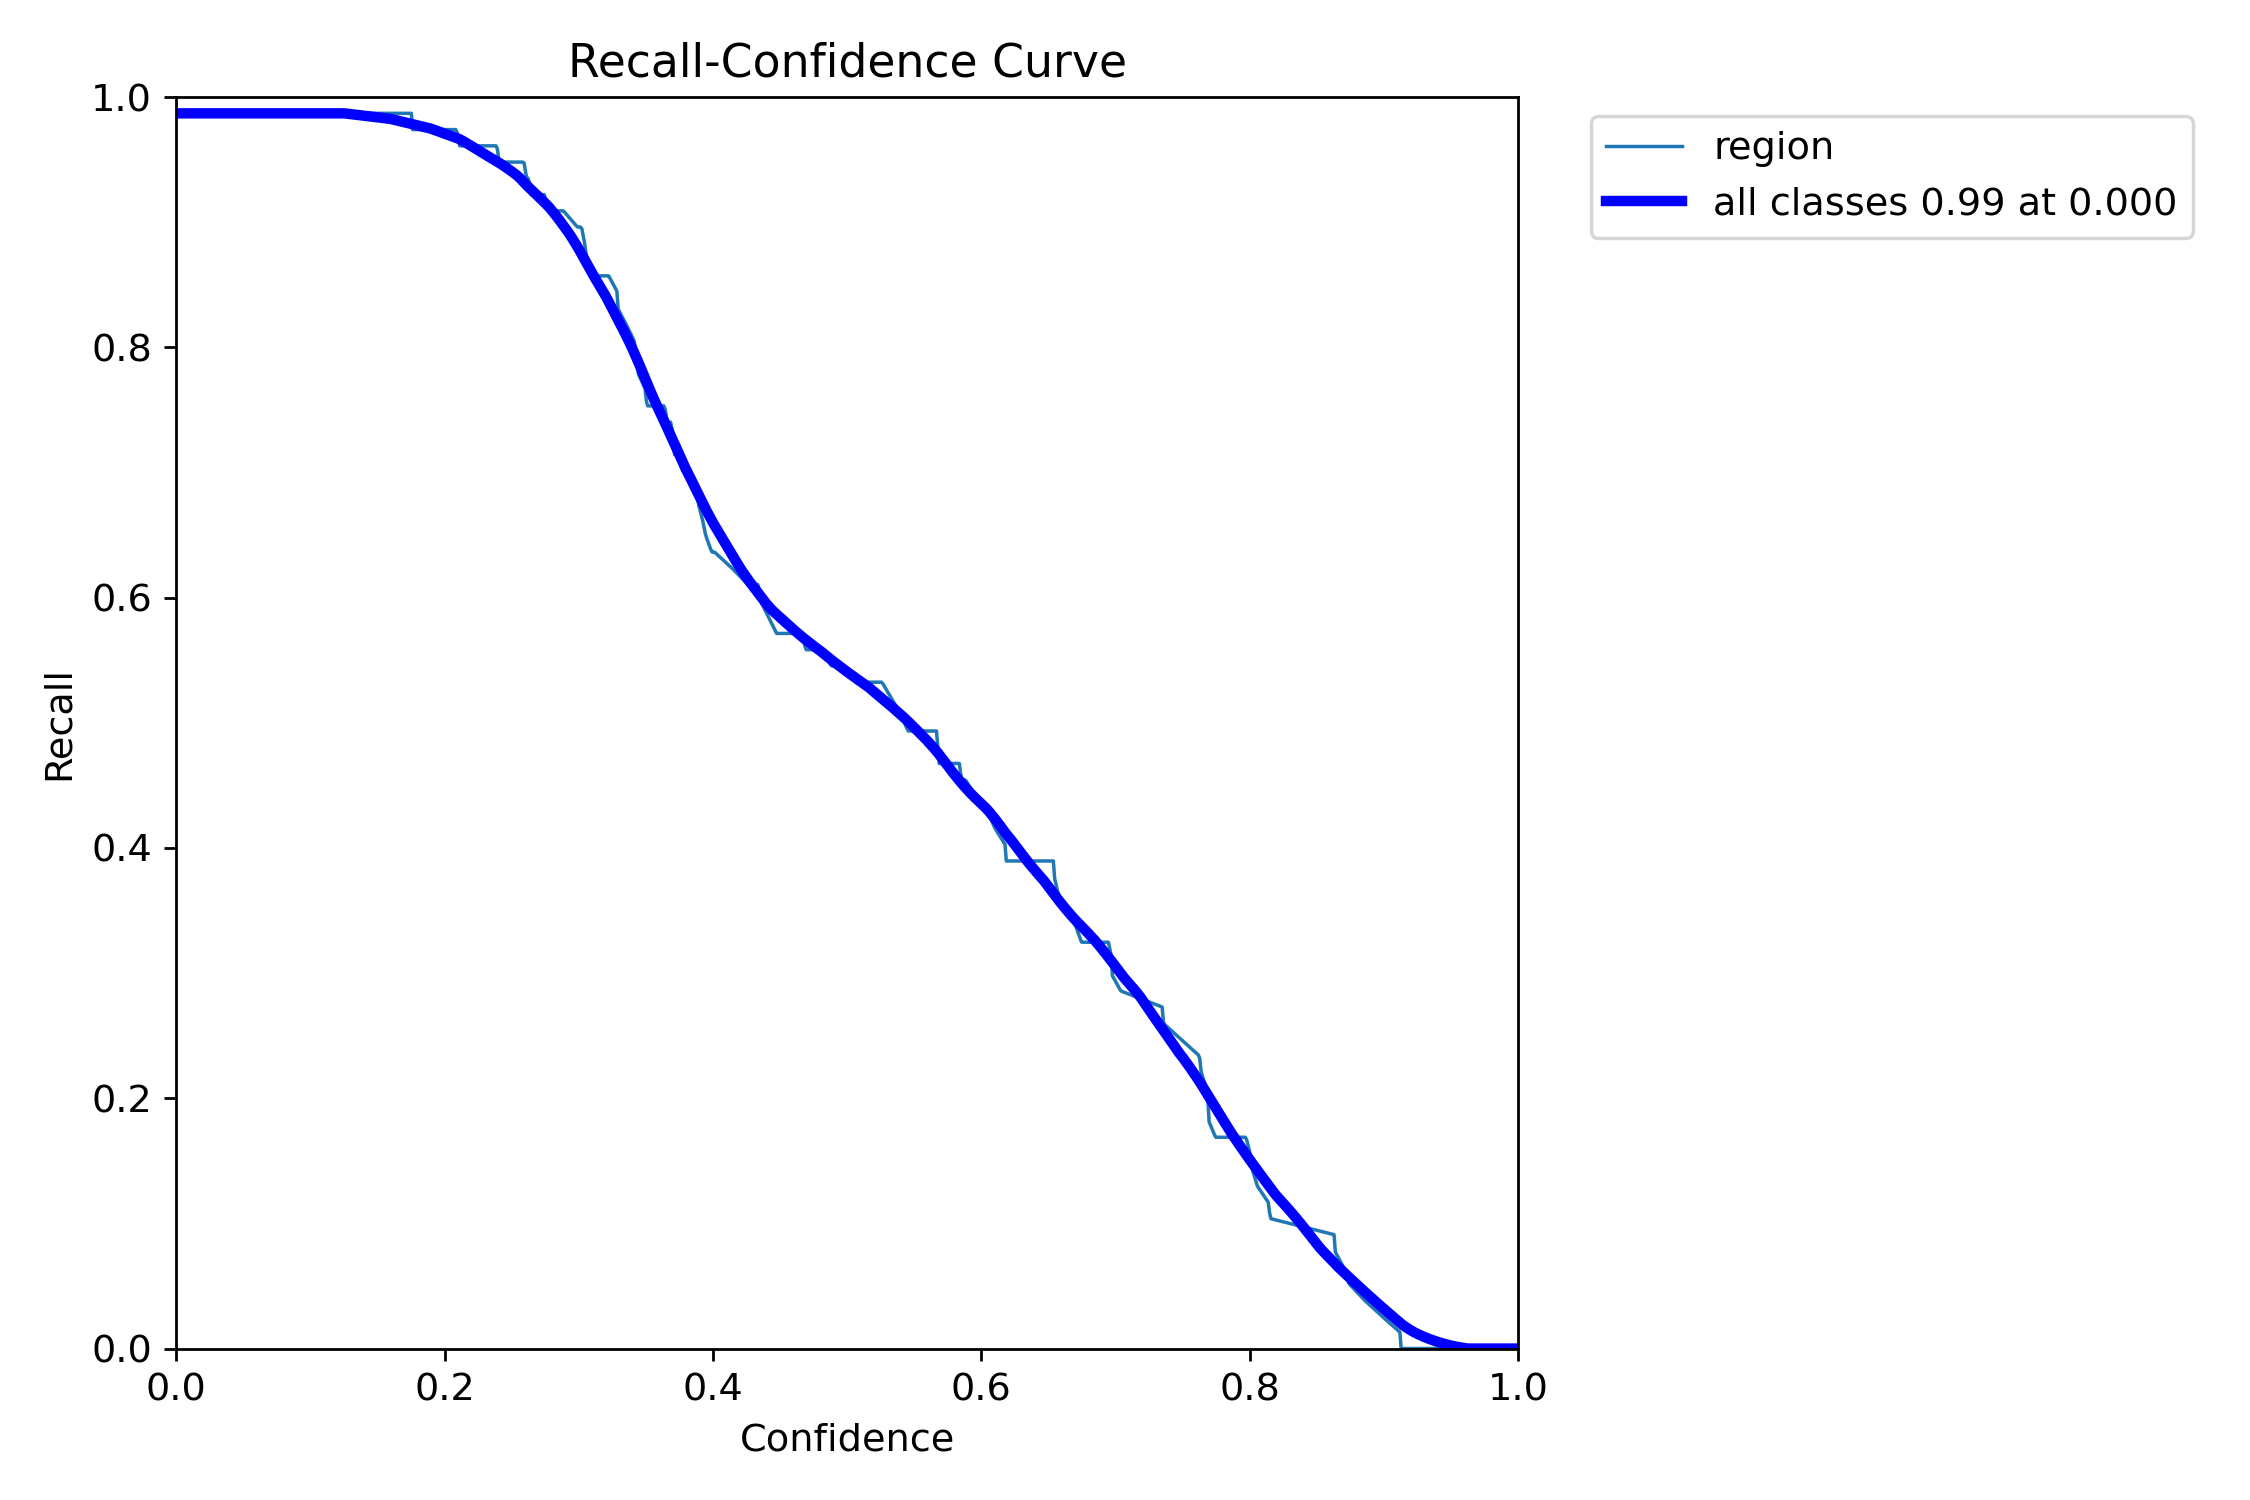 Recall-Confidence Curve
region
all classes 0.99 at 0.000
Recall
1.0
0.8
0.6
0.4
0.2
0.0
0.0 0.2 0.4 0.6 0.8 1.0
Confidence